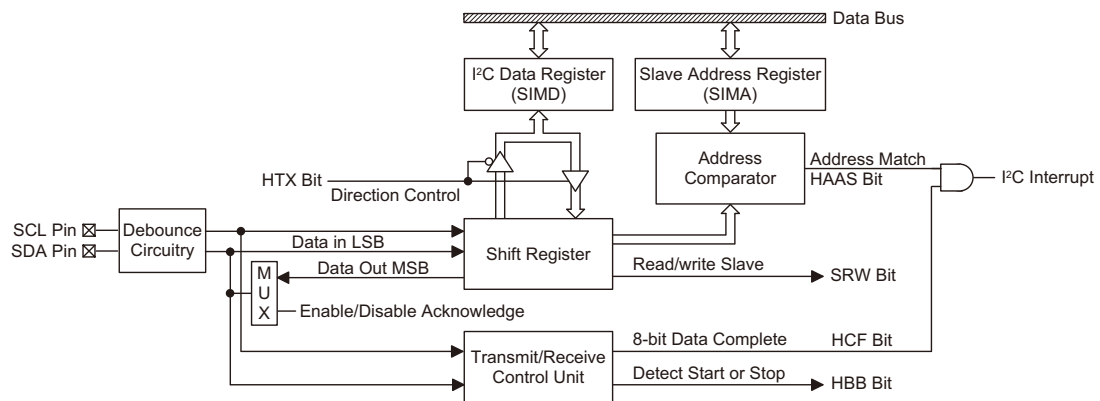 Data Bus
I²C Data Register
(SIMD)
Slave Address Register
(SIMA)
HTX Bit
Direction Control
Address
Comparator
Address Match
HAAS Bit
I²C Interrupt
SCL Pin
SDA Pin
Debounce
Circuitry
Data in LSB
Shift Register
M
U
X
Data Out MSB
Read/write Slave
SRW Bit
Enable/Disable Acknowledge
Transmit/Receive
Control Unit
8-bit Data Complete
HCF Bit
Detect Start or Stop
HBB Bit